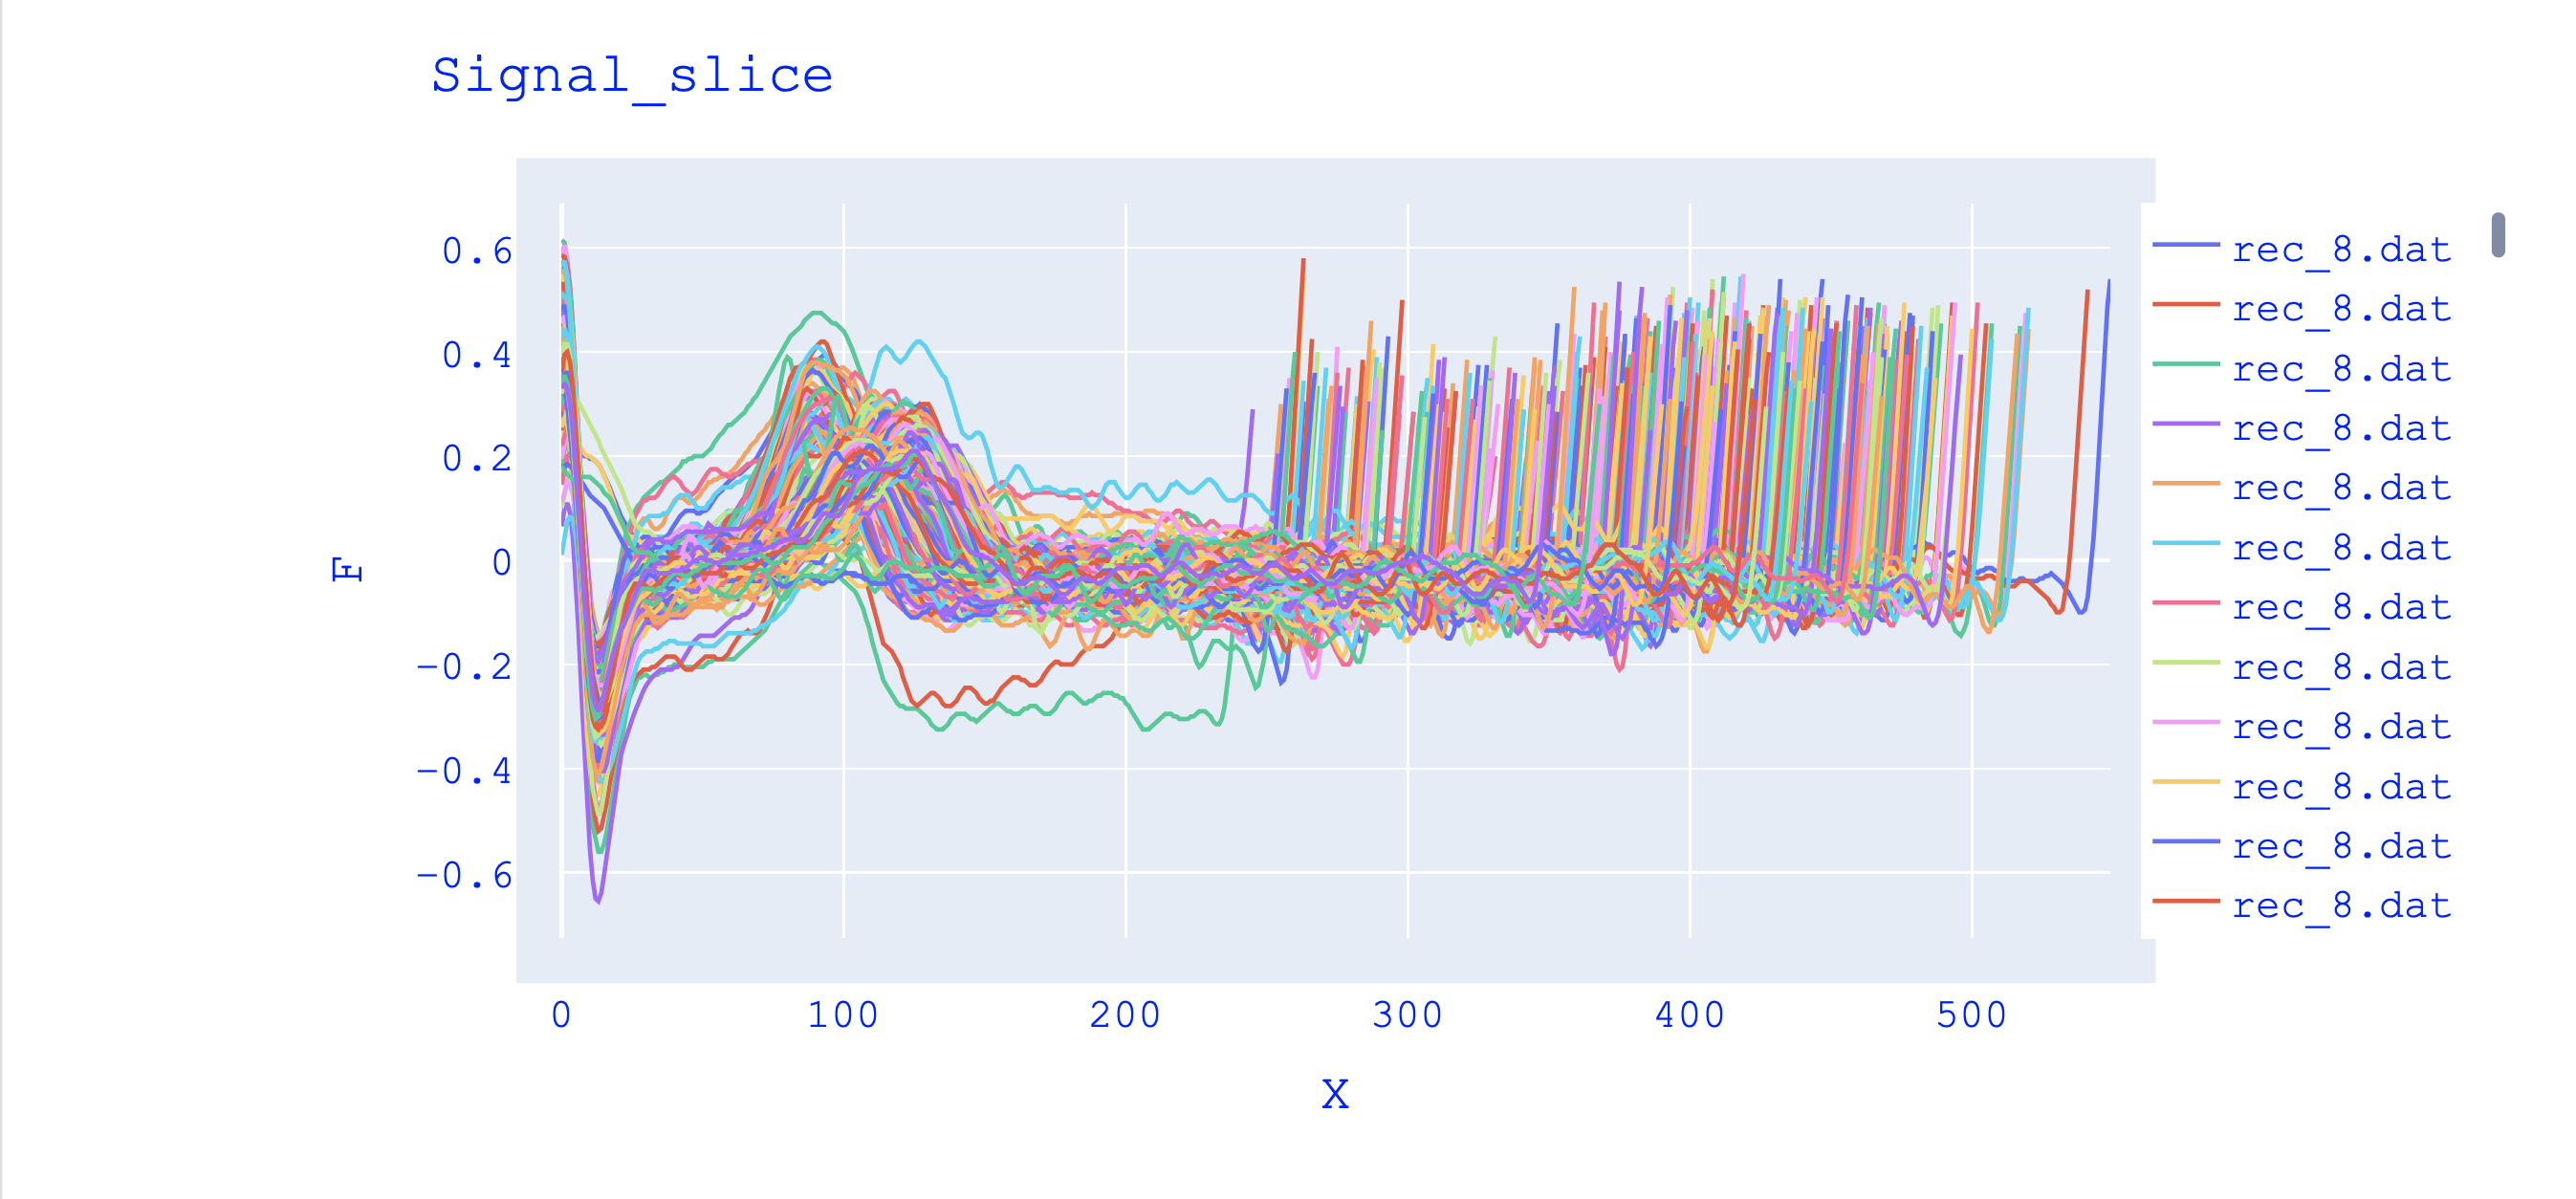 Signal_slice
0.6
0.4
0.2
0
−0.2
−0.4
−0.6
F
0
100
200
300
400
500
X
rec_8.dat
rec_8.dat
rec_8.dat
rec_8.dat
rec_8.dat
rec_8.dat
rec_8.dat
rec_8.dat
rec_8.dat
rec_8.dat
rec_8.dat
rec_8.dat